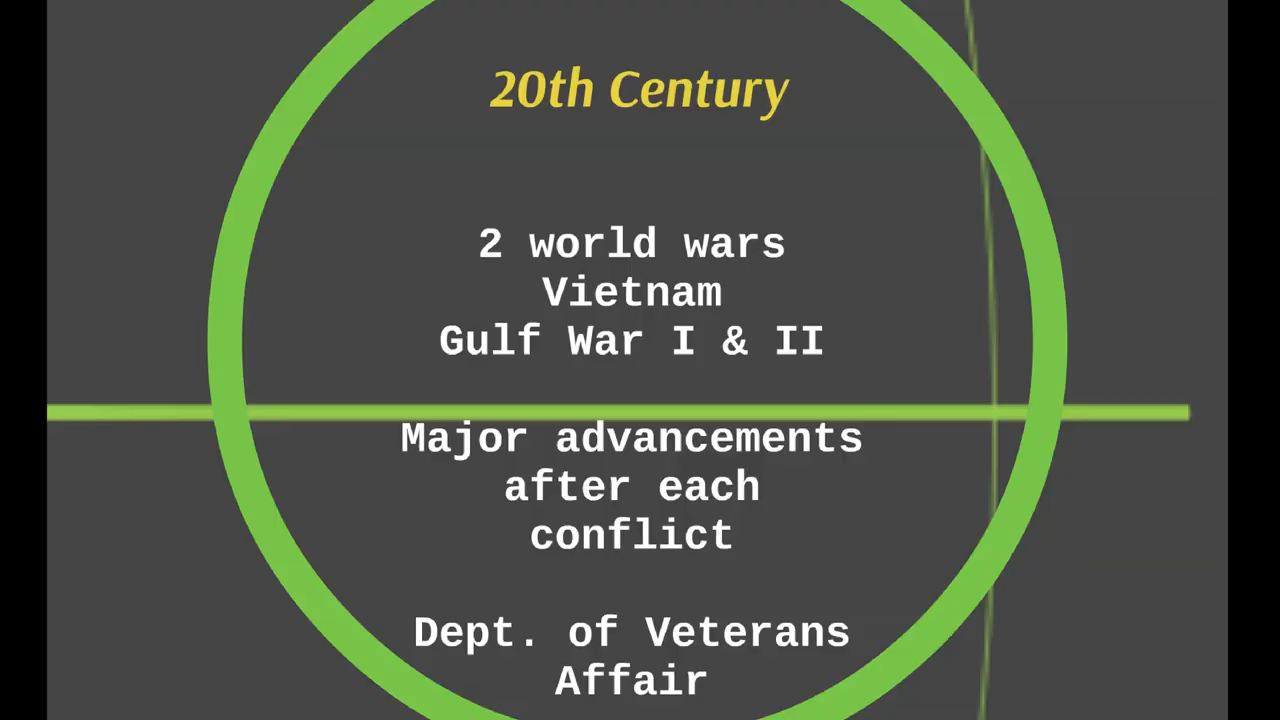 20th Century
2 world wars
Vietnam
Gulf War I & II
Major advancements
after each
conflict
Dept. of Veterans
Affair